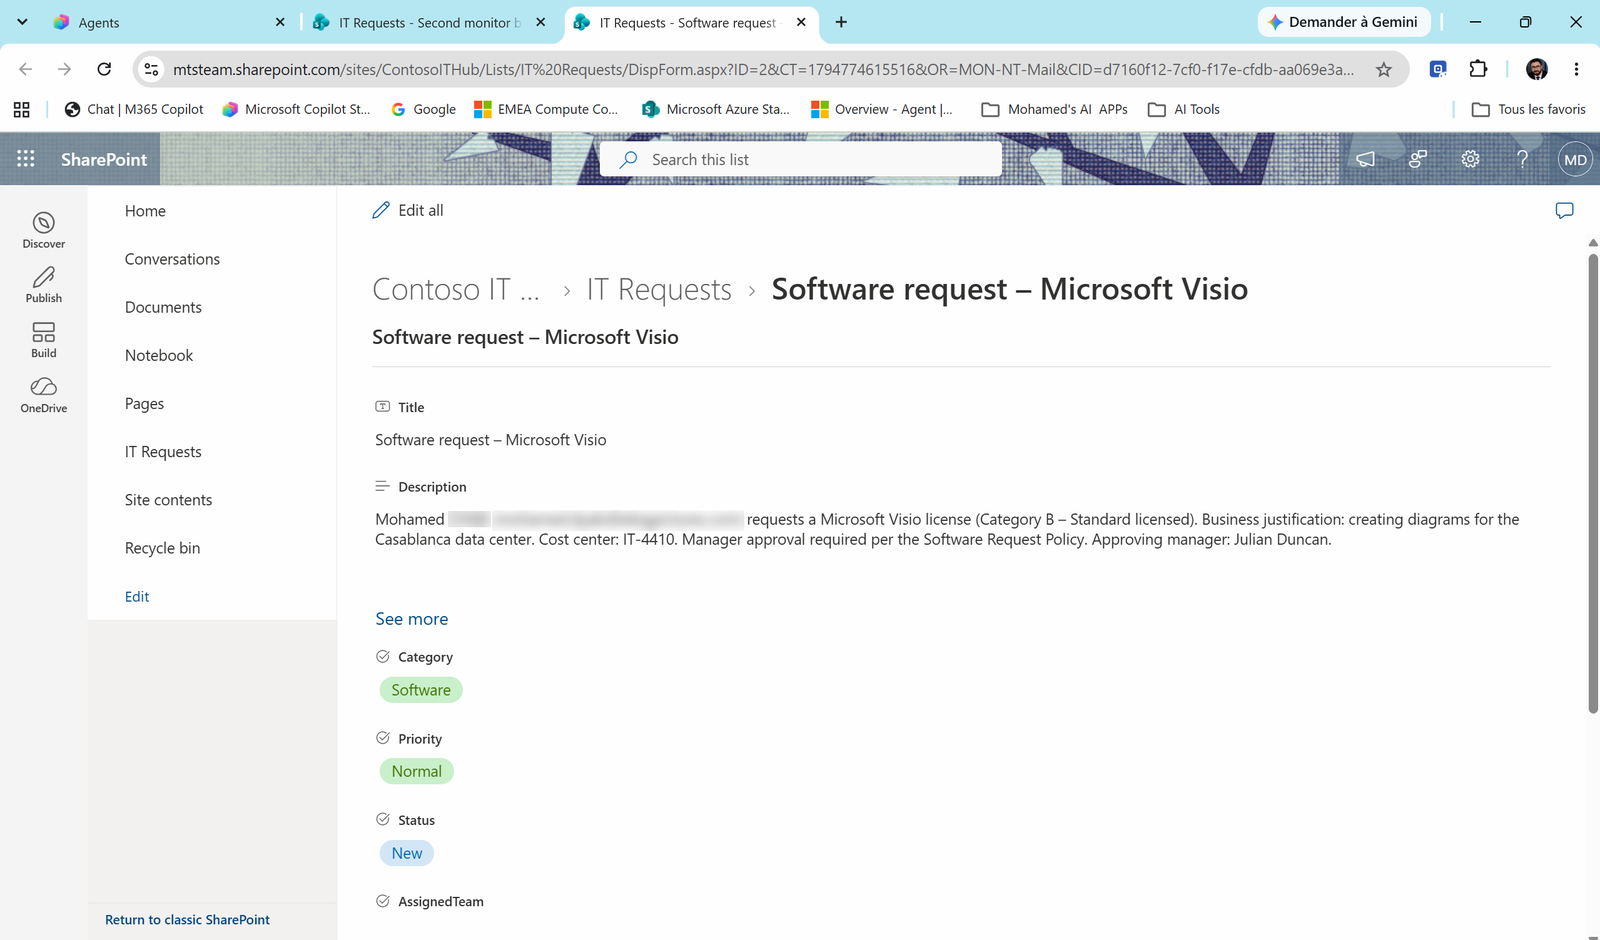 Agents
IT Requests - Second monitor b
IT Requests - Software request
Demander à Gemini
mtsteam.sharepoint.com/sites/ContosoITHub/Lists/IT%20Requests/DispForm.aspx?ID=2&CT=1794774615516&OR=MON-NT-Mail&CID=d7160f12-7cf0-f17e-cfdb-aa069e3a...
Chat | M365 Copilot
Microsoft Copilot St...
Google
EMEA Compute Co...
Microsoft Azure Sta...
Overview - Agent |...
Mohamed's AI APPs
AI Tools
Tous les favoris
SharePoint
Search this list
MD
Discover
Publish
Build
OneDrive
Home
Conversations
Documents
Notebook
Pages
IT Requests
Site contents
Recycle bin
Edit
Return to classic SharePoint
Edit all
Contoso IT ... › IT Requests › Software request – Microsoft Visio
Software request – Microsoft Visio
Title
Software request – Microsoft Visio
Description
Mohamed requests a Microsoft Visio license (Category B – Standard licensed). Business justification: creating diagrams for the
Casablanca data center. Cost center: IT-4410. Manager approval required per the Software Request Policy. Approving manager: Julian Duncan.
See more
Category
Software
Priority
Normal
Status
New
AssignedTeam